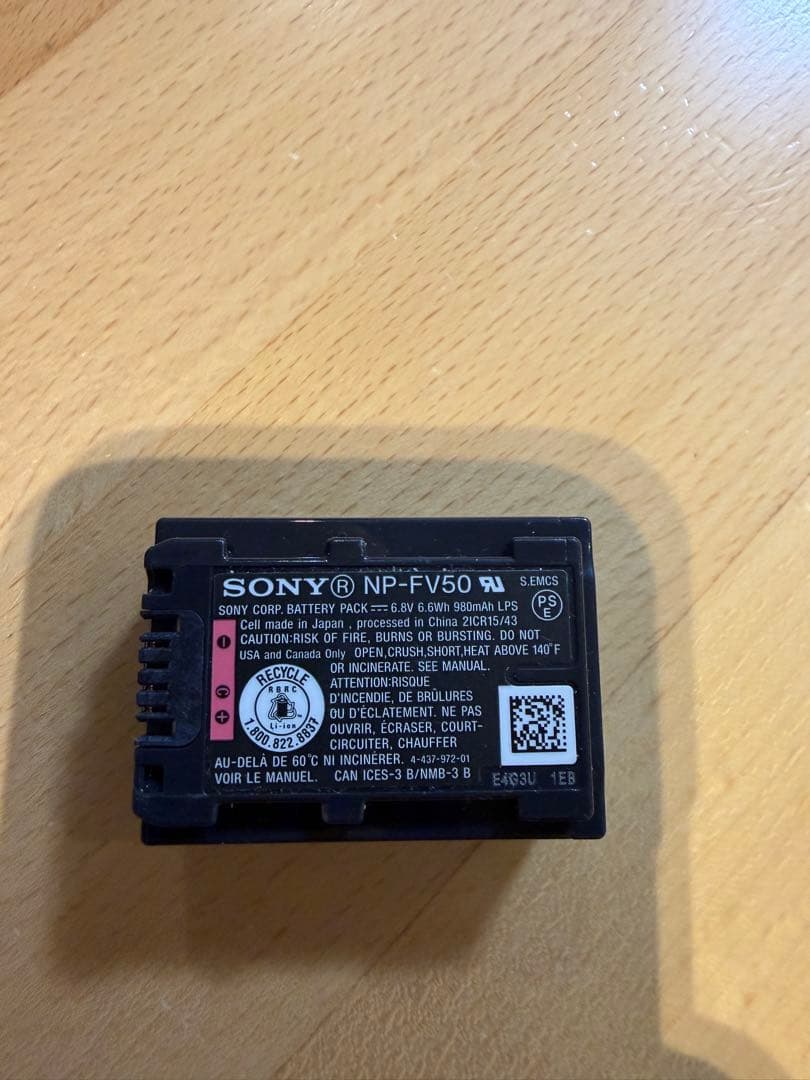 SONY® NP-FV50 RU S.EMCS
SONY CORP. BATTERY PACK ⎓ 6.8V 6.6Wh 980mAh LPS
PS
E
Cell made in Japan , processed in China 2ICR15/43
CAUTION:RISK OF FIRE, BURNS OR BURSTING. DO NOT
USA and Canada Only OPEN,CRUSH,SHORT,HEAT ABOVE 140°F
OR INCINERATE. SEE MANUAL.
ATTENTION:RISQUE
D'INCENDIE, DE BRÛLURES
OU D'ÉCLATEMENT. NE PAS
OUVRIR, ÉCRASER, COURT-
CIRCUITER, CHAUFFER
AU-DELÀ DE 60°C NI INCINÉRER. 4-437-972-01
VOIR LE MANUEL. CAN ICES-3 B/NMB-3 B
RECYCLE
RBRC
TM
Li-ion
1.800.822.8837
E4G3U 1EB